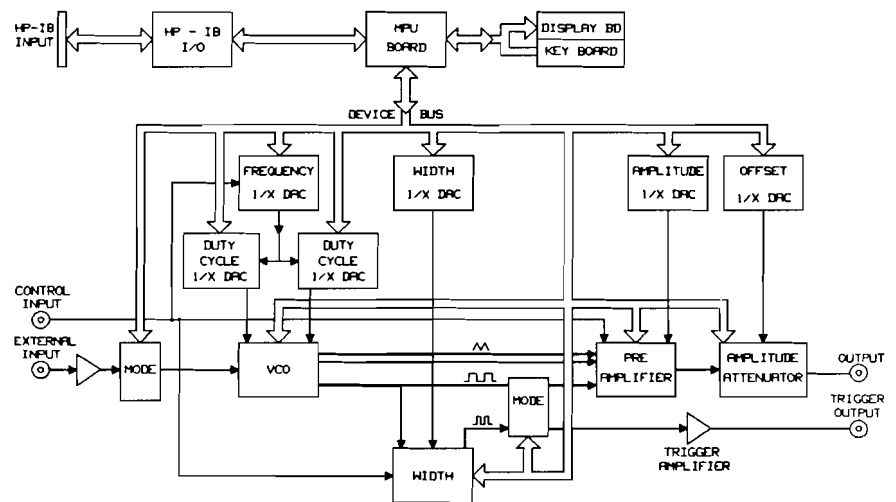 HP-IB INPUT
HP - IB I/O
MPU BOARD
DISPLAY BD
KEY BOARD
DEVICE BUS
FREQUENCY 1/X DAC
WIDTH 1/X DAC
AMPLITUDE 1/X DAC
OFFSET 1/X DAC
DUTY CYCLE 1/X DAC
DUTY CYCLE 1/X DAC
CONTROL INPUT
EXTERNAL INPUT
MODE
VCO
PRE AMPLIFIER
AMPLITUDE ATTENUATOR
OUTPUT
MODE
TRIGGER OUTPUT
TRIGGER AMPLIFIER
WIDTH